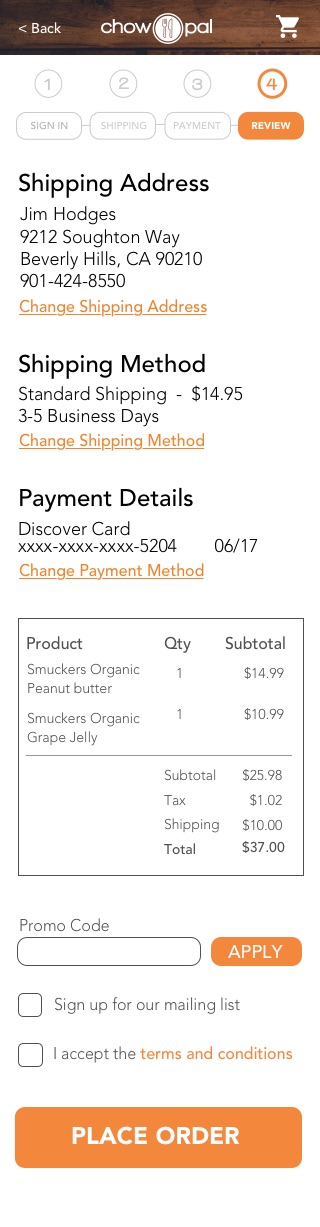 < Back
chow pal
1
2
3
4
SIGN IN
SHIPPING
PAYMENT
REVIEW
Shipping Address
Jim Hodges
9212 Soughton Way
Beverly Hills, CA 90210
901-424-8550
Change Shipping Address
Shipping Method
Standard Shipping - $14.95
3-5 Business Days
Change Shipping Method
Payment Details
Discover Card
xxxx-xxxx-xxxx-5204 06/17
Change Payment Method
Product Qty Subtotal
Smuckers Organic 1 $14.99
Peanut butter
Smuckers Organic 1 $10.99
Grape Jelly
Subtotal $25.98
Tax $1.02
Shipping $10.00
Total $37.00
Promo Code
APPLY
Sign up for our mailing list
I accept the terms and conditions
PLACE ORDER